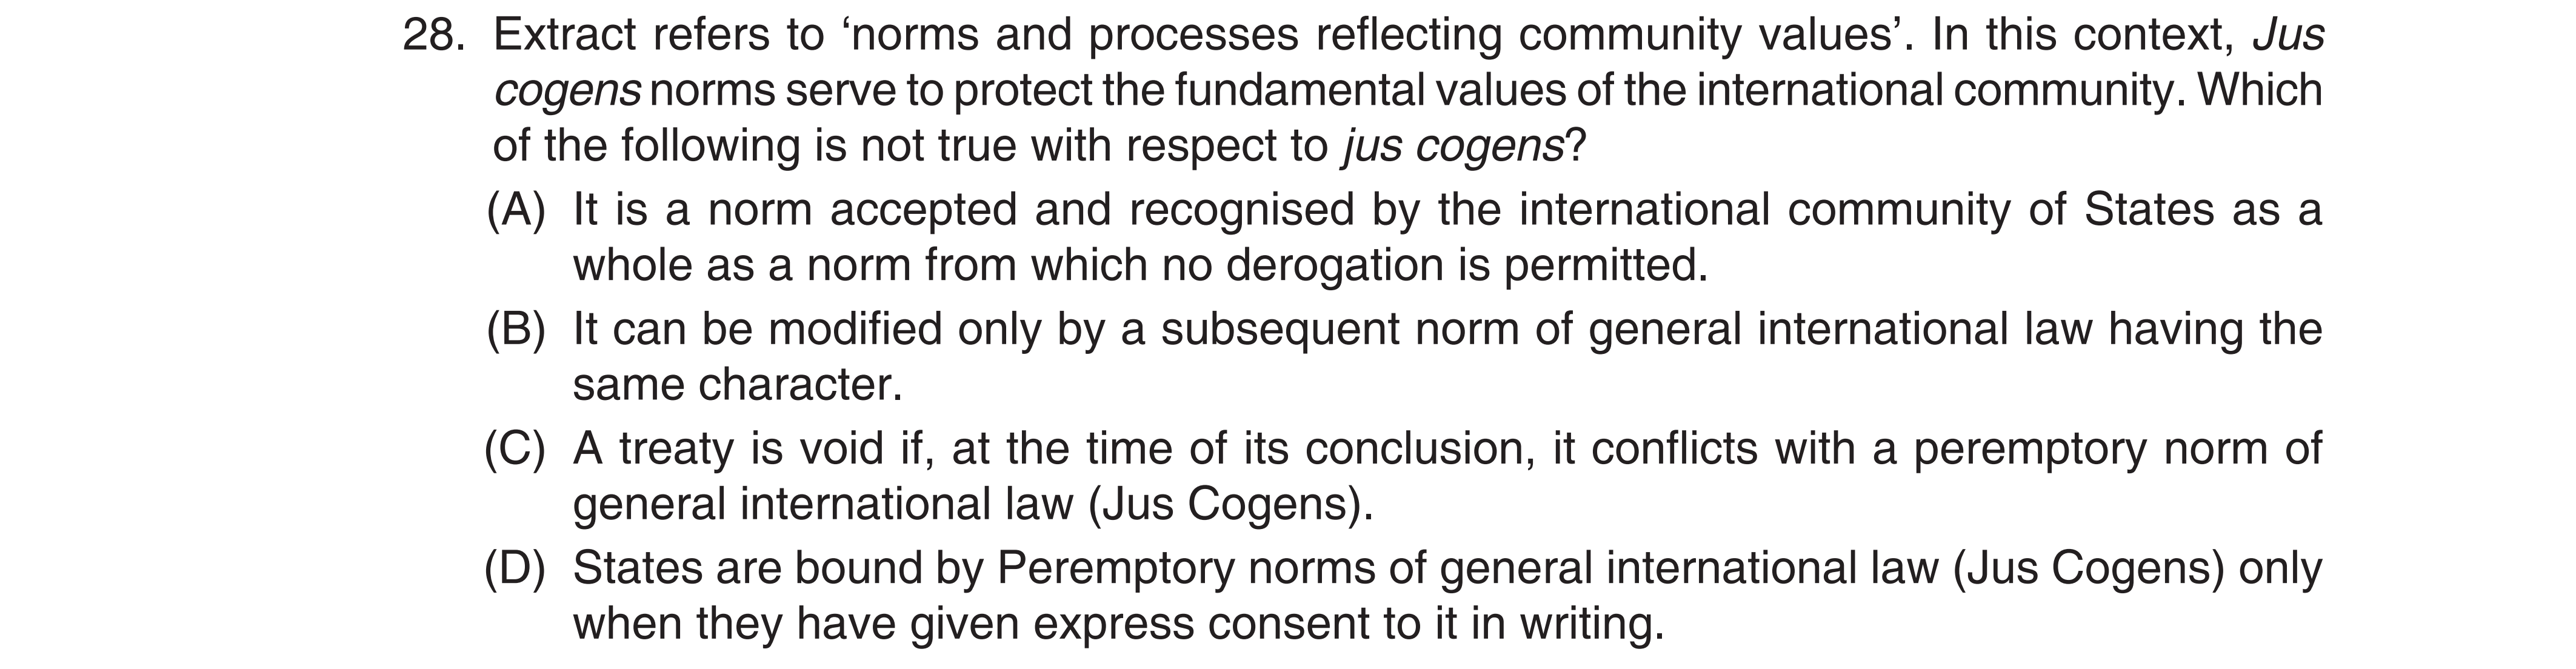 28. Extract refers to ‘norms and processes reflecting community values’. In this context, Jus
cogens norms serve to protect the fundamental values of the international community. Which
of the following is not true with respect to jus cogens?
(A) It is a norm accepted and recognised by the international community of States as a
whole as a norm from which no derogation is permitted.
(B) It can be modified only by a subsequent norm of general international law having the
same character.
(C) A treaty is void if, at the time of its conclusion, it conflicts with a peremptory norm of
general international law (Jus Cogens).
(D) States are bound by Peremptory norms of general international law (Jus Cogens) only
when they have given express consent to it in writing.